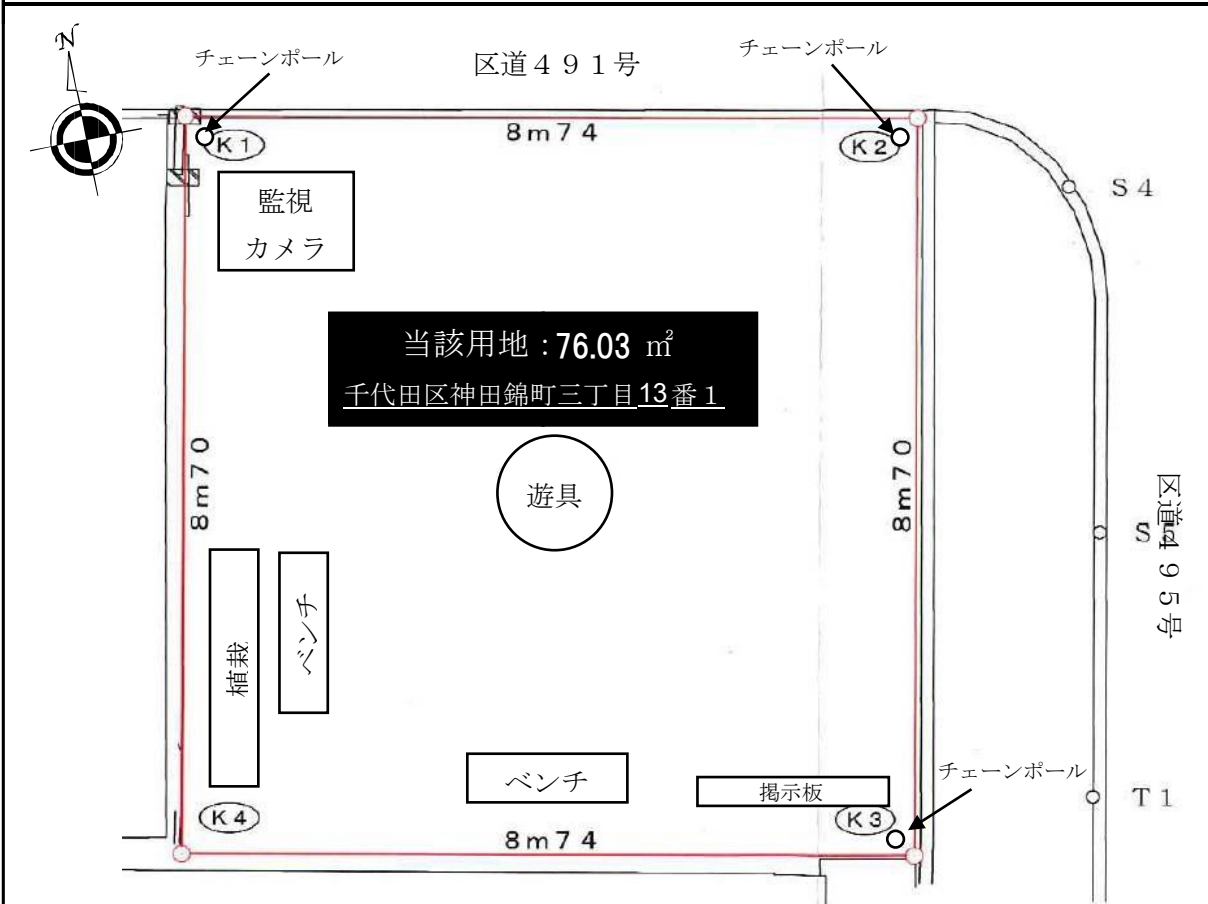 N
チェーンポール
区道４９１号
チェーンポール
8m74
K1
K2
S4
監視
カメラ
当該用地：76.03 ㎡
千代田区神田錦町三丁目13番１
8m70
遊具
8m70
区道４９５号
植栽
ベンチ
ベンチ
掲示板
チェーンポール
T1
K4
K3
8m74